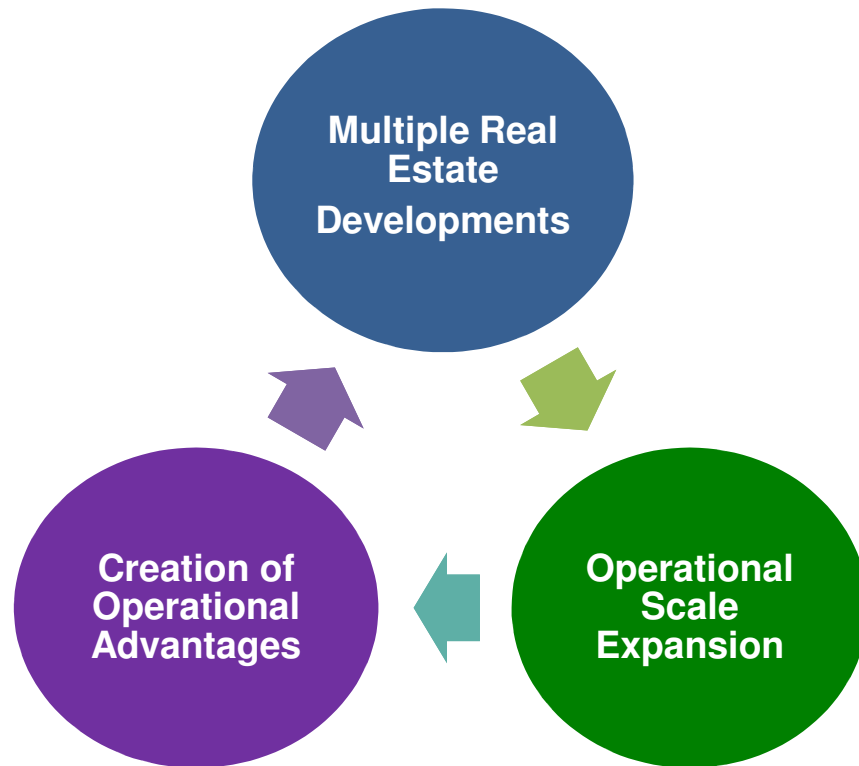 Multiple Real
Estate
Developments
Creation of
Operational
Advantages
Operational
Scale
Expansion